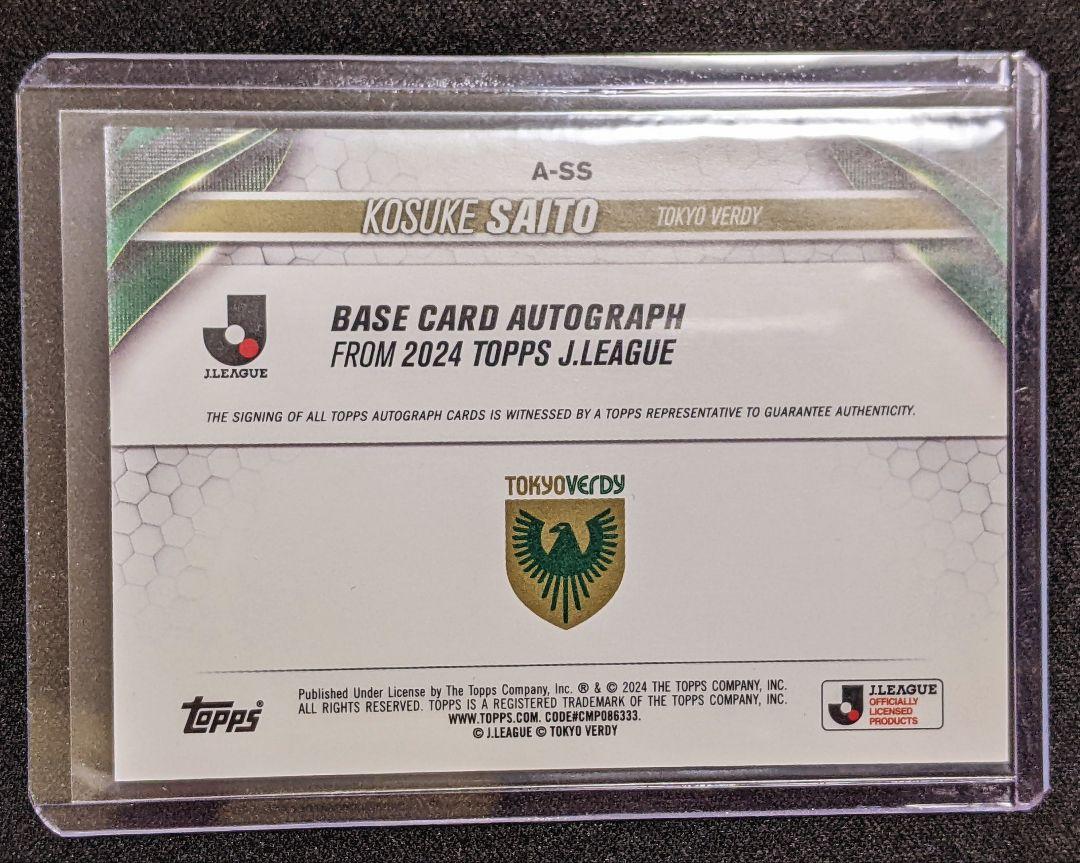 A-SS
KOSUKE SAITO TOKYO VERDY
J.LEAGUE
BASE CARD AUTOGRAPH
FROM 2024 TOPPS J.LEAGUE
THE SIGNING OF ALL TOPPS AUTOGRAPH CARDS IS WITNESSED BY A TOPPS REPRESENTATIVE TO GUARANTEE AUTHENTICITY.
TOKYOVERDY
topps®
Published Under License by The Topps Company, Inc. ® & © 2024 THE TOPPS COMPANY, INC.
ALL RIGHTS RESERVED. TOPPS IS A REGISTERED TRADEMARK OF THE TOPPS COMPANY, INC.
WWW.TOPPS.COM. CODE#CMP086333.
© J.LEAGUE © TOKYO VERDY
J.LEAGUE
OFFICIALLY
LICENSED
PRODUCTS